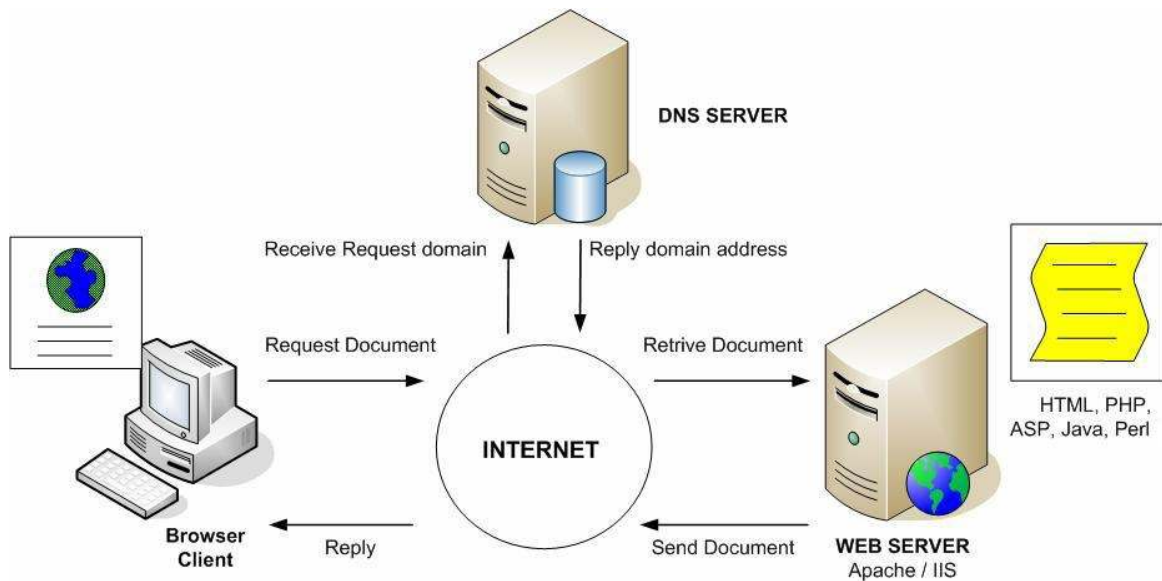 DNS SERVER
Receive Request domain
Reply domain address
Request Document
Retrive Document
HTML, PHP,
ASP, Java, Perl
INTERNET
Browser
Client
Reply
Send Document
WEB SERVER
Apache / IIS